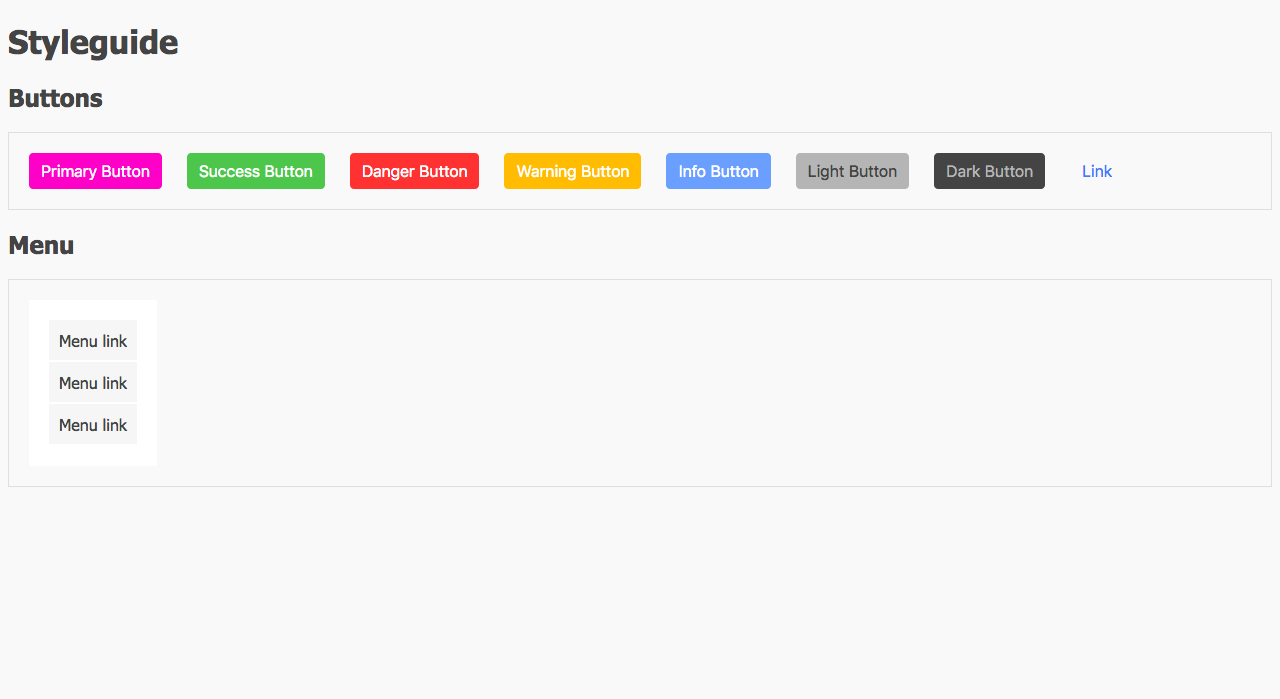 Styleguide
Buttons
Primary Button Success Button Danger Button Warning Button Info Button Light Button Dark Button Link
Menu
Menu link
Menu link
Menu link